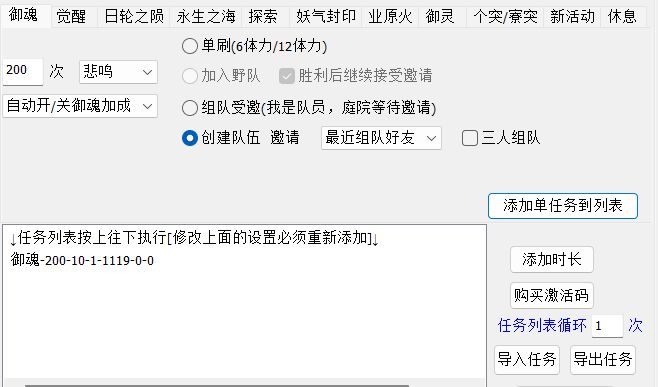 御魂 觉醒 日轮之陨 永生之海 探索 妖气封印 业原火 御灵 个突/寮突 新活动 休息
单刷(6体力/12体力)
200 次 悲鸣
加入野队 胜利后继续接受邀请
自动开/关御魂加成
组队受邀(我是队员，庭院等待邀请)
创建队伍 邀请 最近组队好友 三人组队
添加单任务到列表
↓任务列表按上往下执行[修改上面的设置必须重新添加]↓
御魂-200-10-1-1119-0-0
添加时长
购买激活码
任务列表循环 1 次
导入任务 导出任务